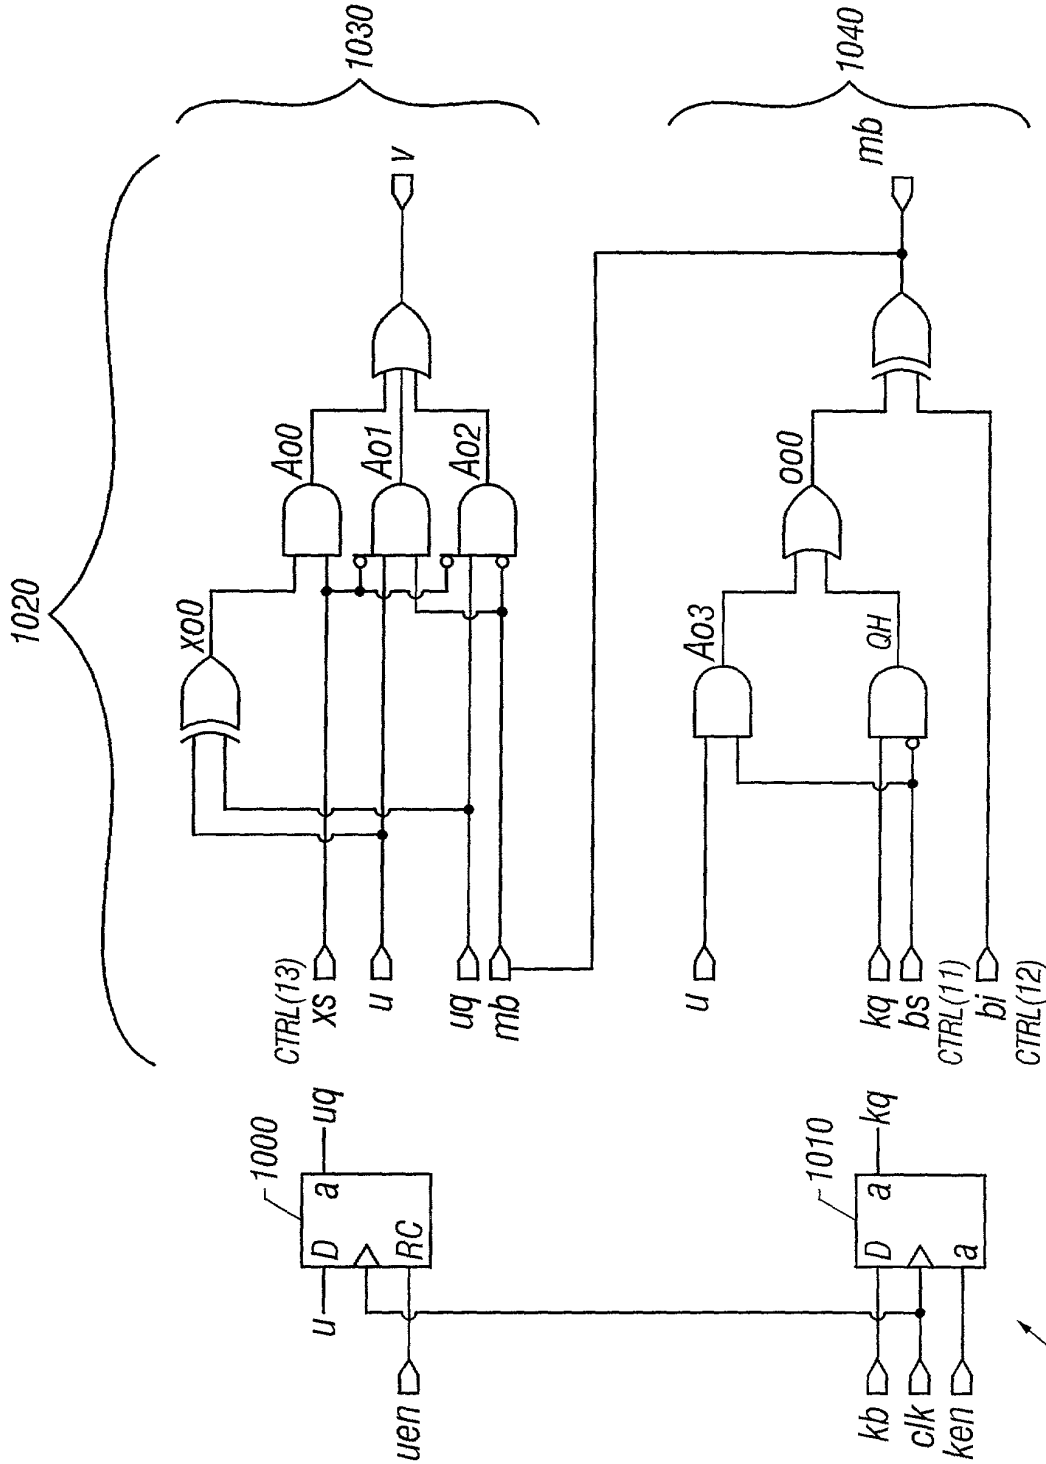 1020
1030
1040
xo0
Ao0
Ao1
Ao2
v
CTRL(13)
xs
u
uq
mb
Ao3
QH
oo0
mb
u
kq
bs
CTRL(11)
bi
CTRL(12)
1000
u
D
a
uq
RC
uen
1010
kb
D
a
kq
clk
ken
a